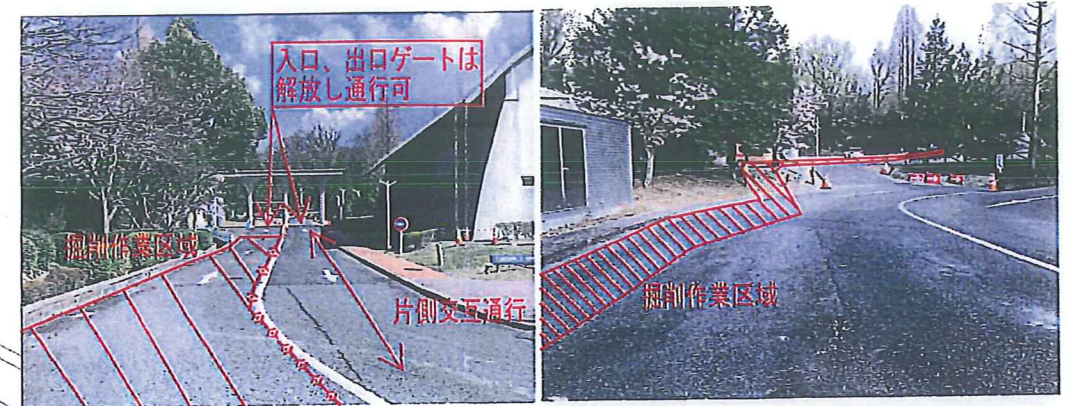 入口、出口ゲートは
解放し通行可
掘削作業区域
片側交互通行
掘削作業区域